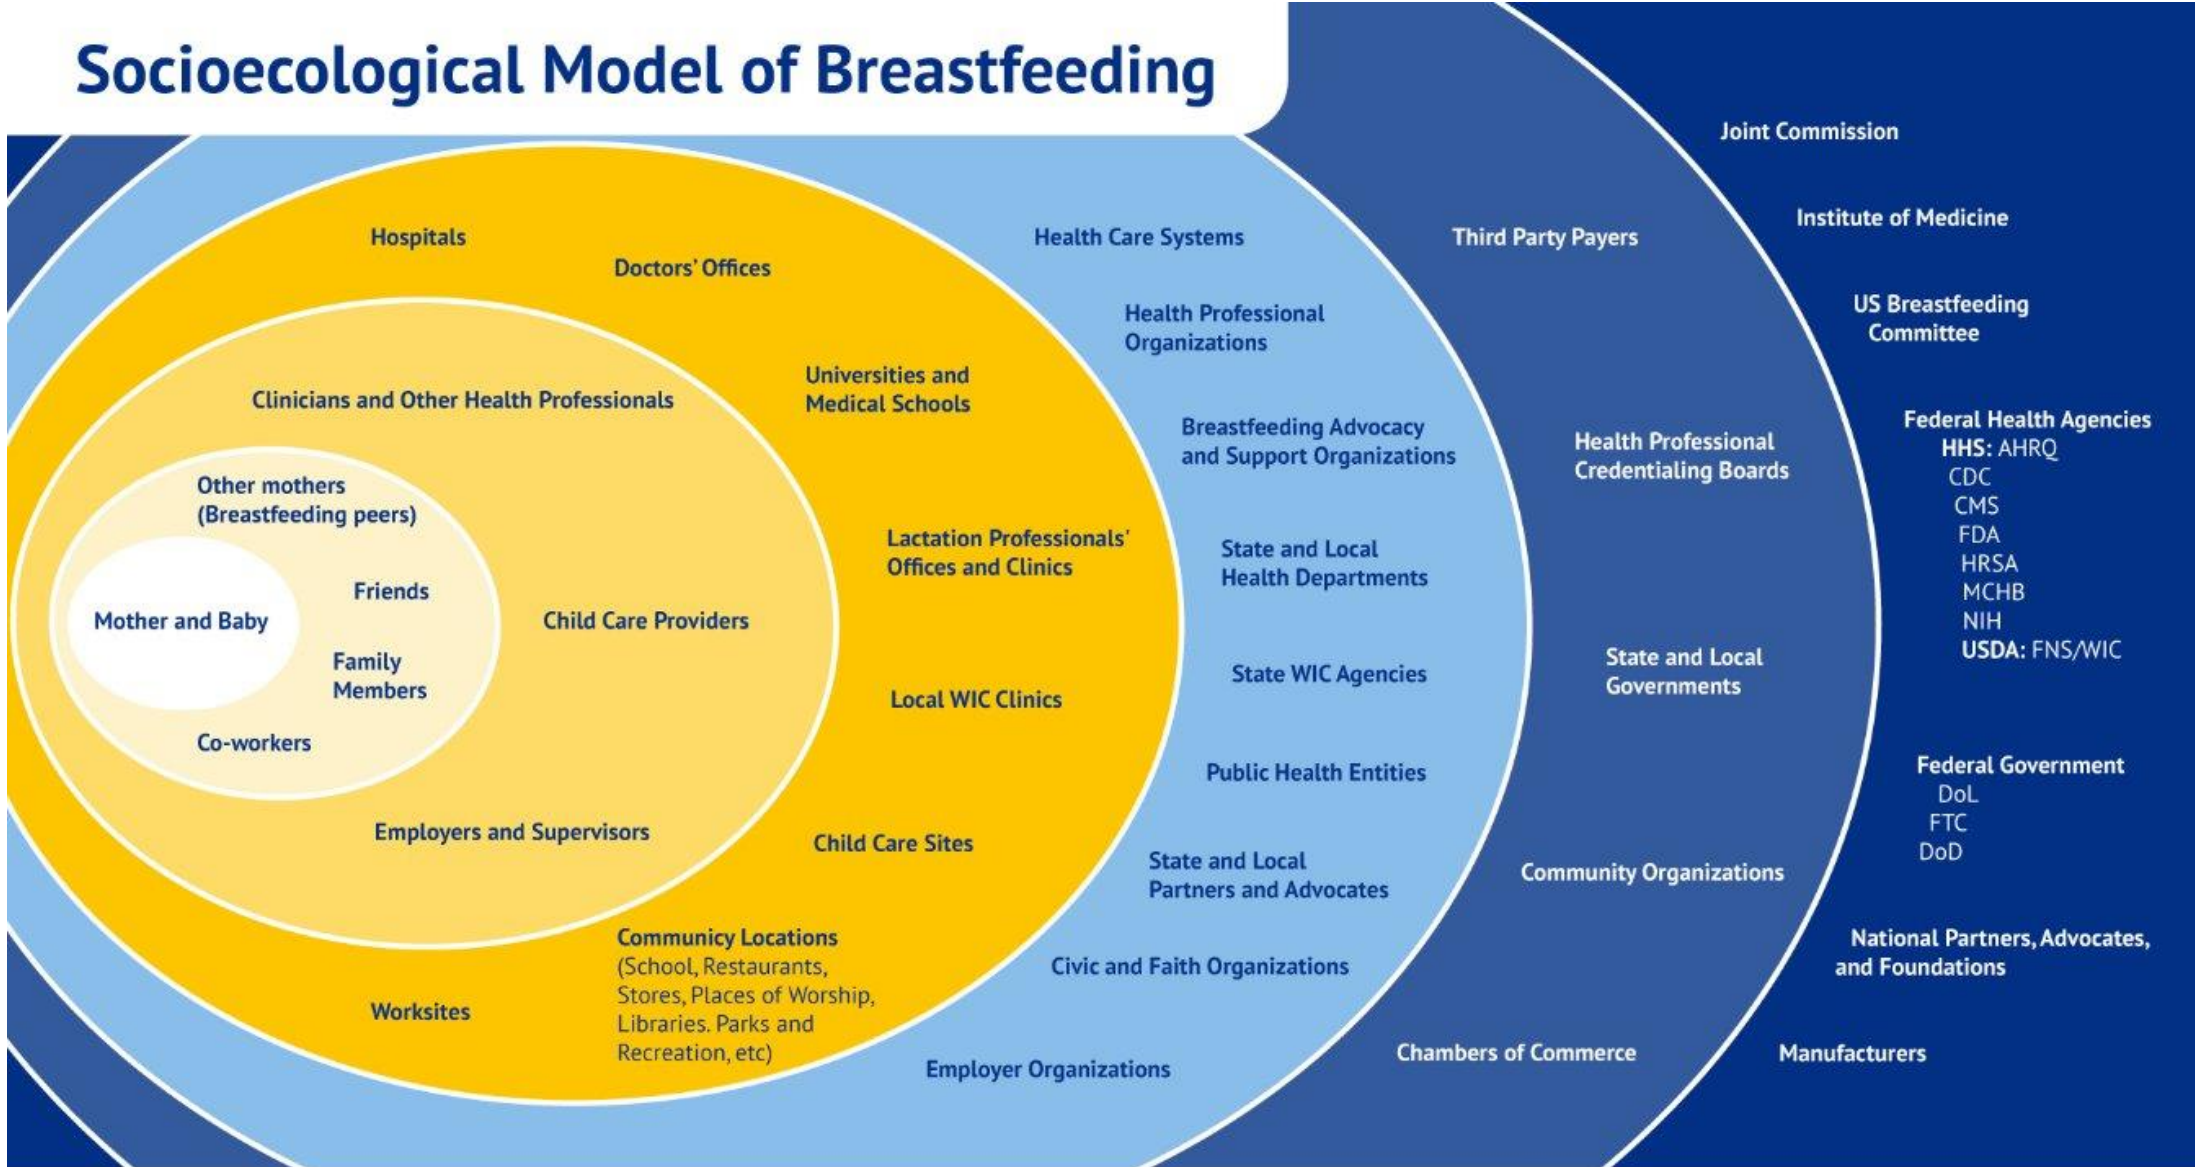 Socioecological Model of Breastfeeding
Mother and Baby
Other mothers
(Breastfeeding peers)
Friends
Family
Members
Co-workers
Clinicians and Other Health Professionals
Child Care Providers
Employers and Supervisors
Hospitals
Doctors' Offices
Universities and
Medical Schools
Lactation Professionals'
Offices and Clinics
Local WIC Clinics
Child Care Sites
Communicy Locations
(School, Restaurants,
Stores, Places of Worship,
Libraries. Parks and
Recreation, etc)
Worksites
Health Care Systems
Health Professional
Organizations
Breastfeeding Advocacy
and Support Organizations
State and Local
Health Departments
State WIC Agencies
Public Health Entities
State and Local
Partners and Advocates
Civic and Faith Organizations
Employer Organizations
Third Party Payers
Health Professional
Credentialing Boards
State and Local
Governments
Community Organizations
Chambers of Commerce
Joint Commission
Institute of Medicine
US Breastfeeding
Committee
Federal Health Agencies
HHS: AHRQ
CDC
CMS
FDA
HRSA
MCHB
NIH
USDA: FNS/WIC
Federal Government
DoL
FTC
DoD
National Partners, Advocates,
and Foundations
Manufacturers